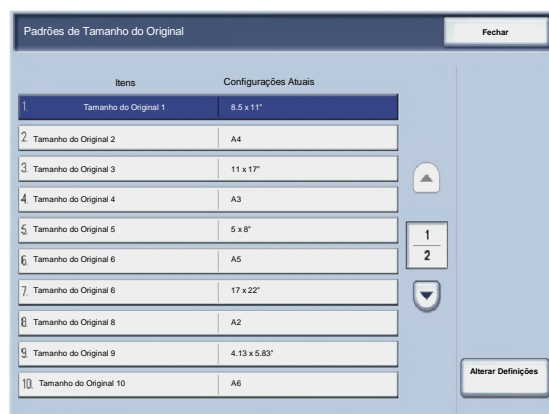 Padrões de Tamanho do Original
Fechar
Itens Configurações Atuais
1. Tamanho do Original 1 8.5 x 11"
2. Tamanho do Original 2 A4
3. Tamanho do Original 3 11 x 17"
4. Tamanho do Original 4 A3
5. Tamanho do Original 5 5 x 8"
6. Tamanho do Original 6 A5
7. Tamanho do Original 6 17 x 22"
8. Tamanho do Original 8 A2
9. Tamanho do Original 9 4.13 x 5.83"
10. Tamanho do Original 10 A6
1
2
Alterar Definições